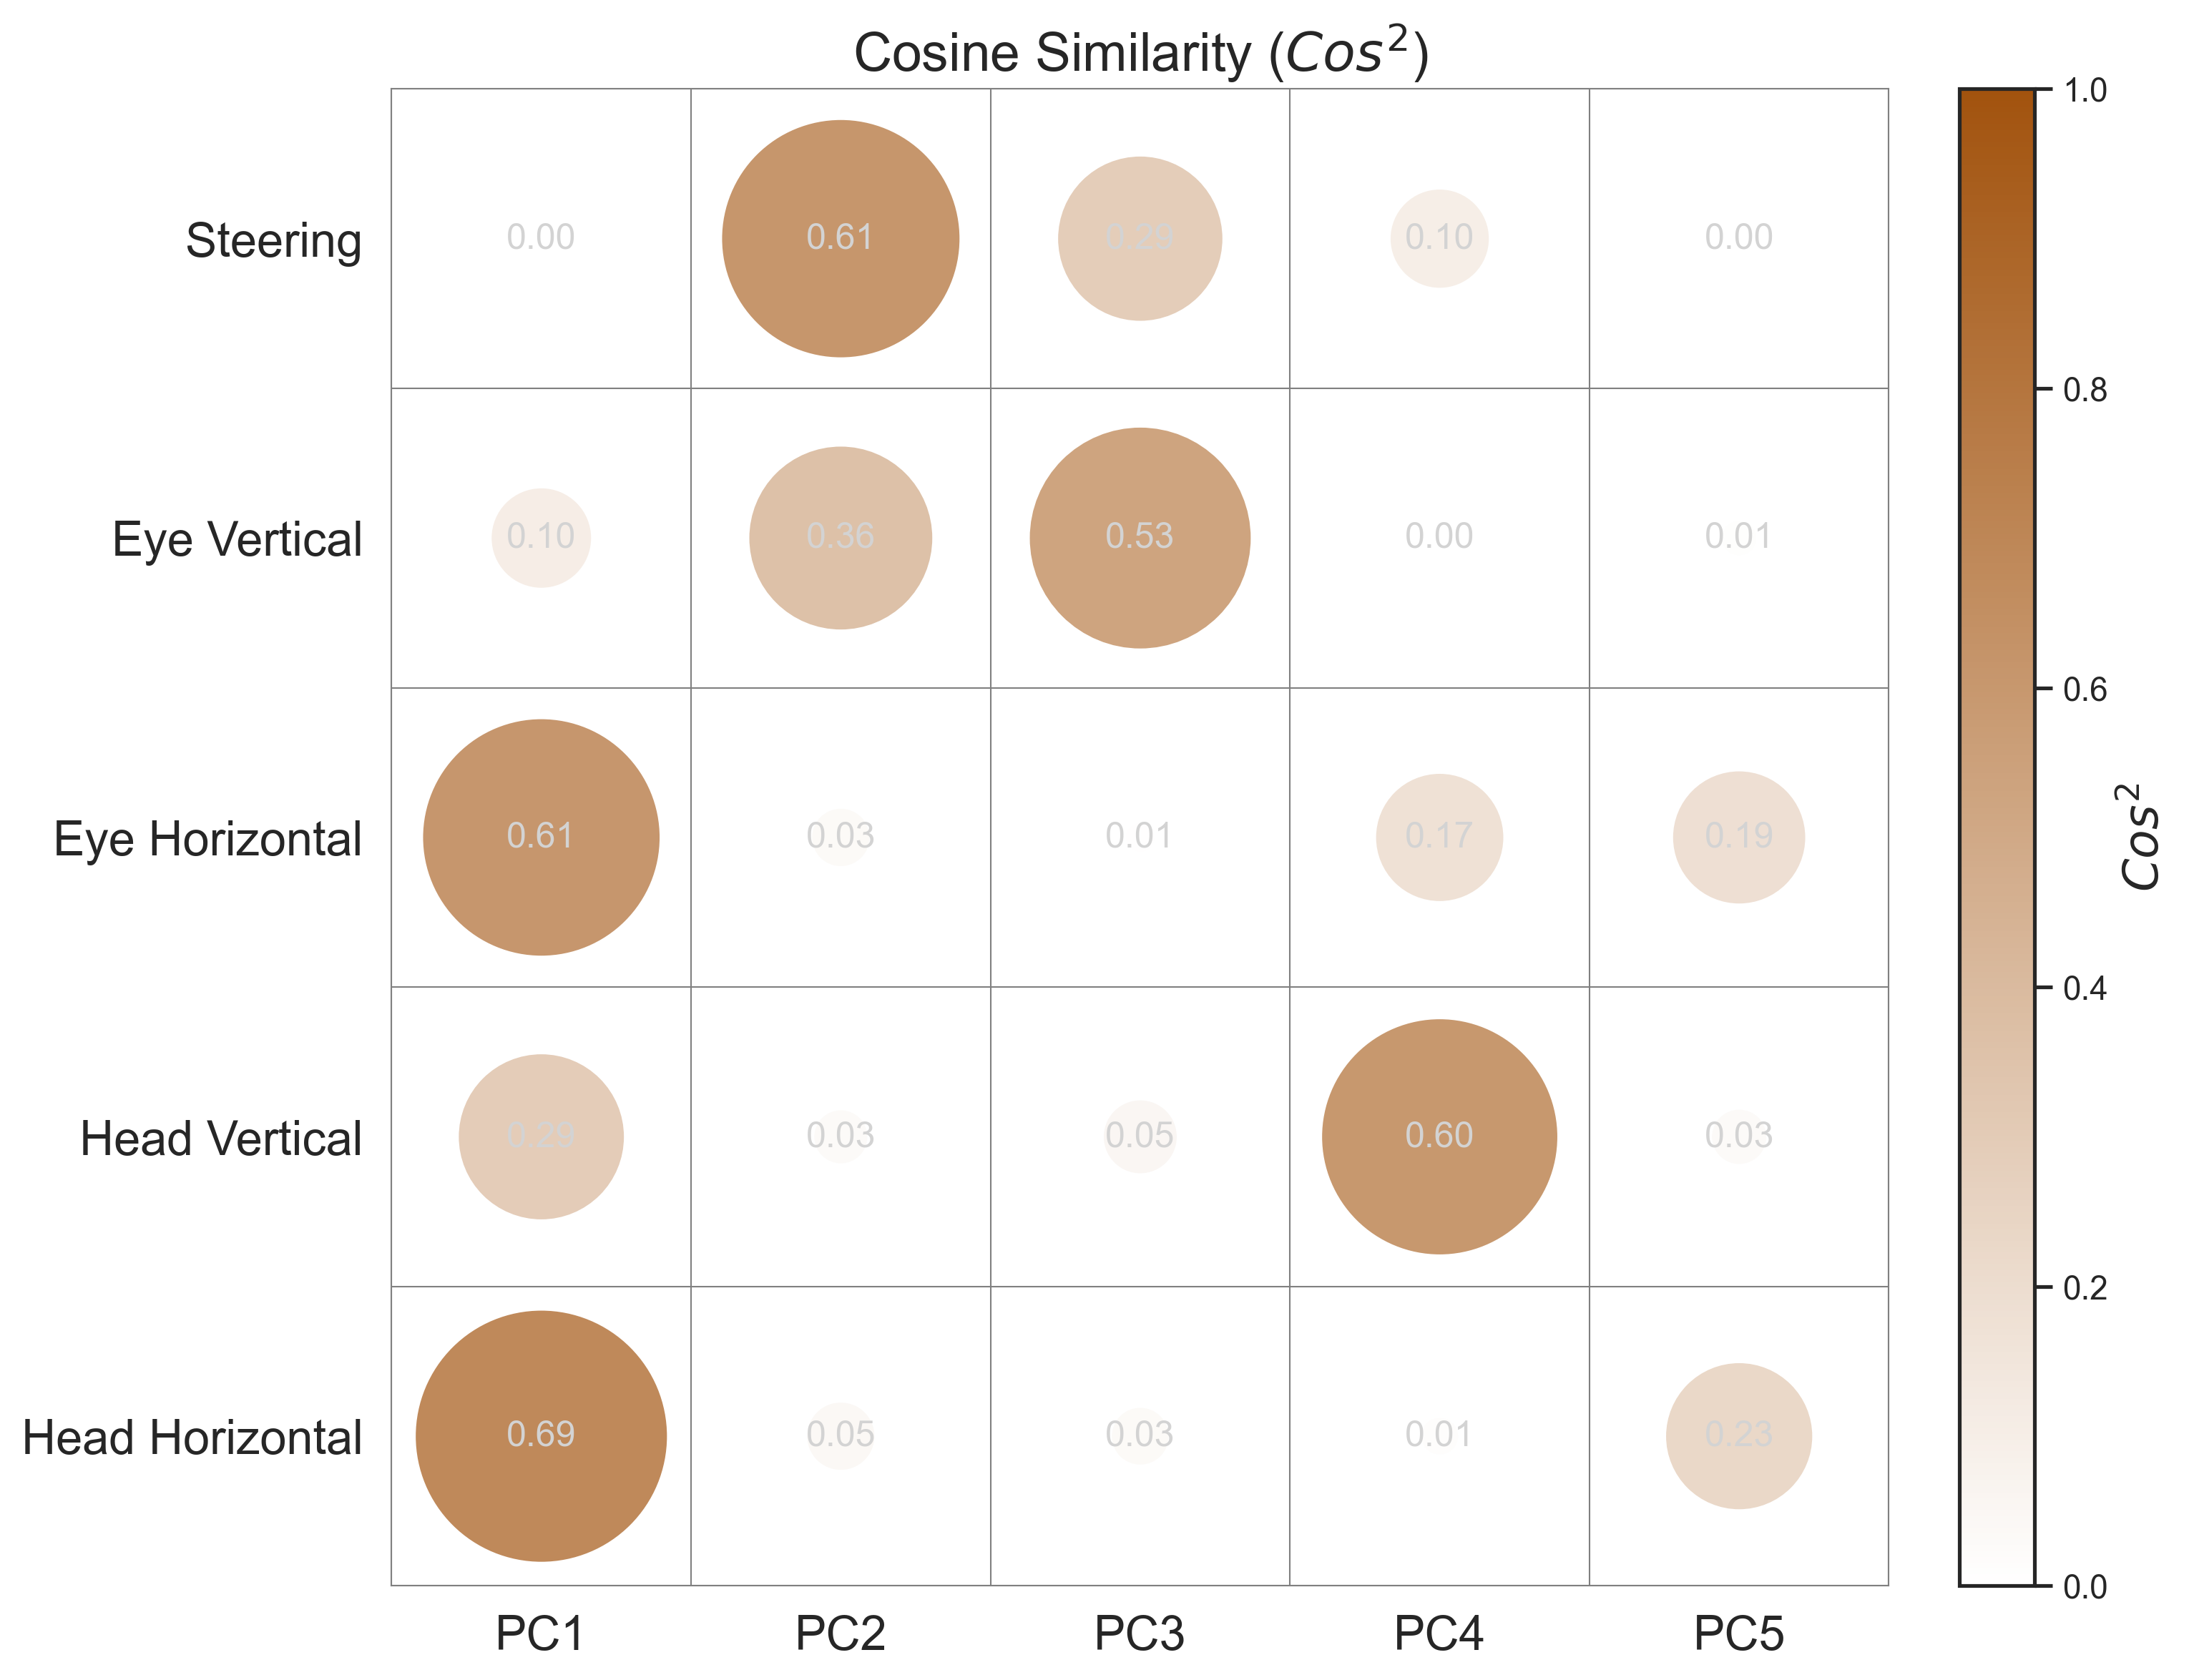 Cosine Similarity (Cos²)
Steering 0.00 0.61 0.29 0.10 0.00
Eye Vertical 0.10 0.36 0.53 0.00 0.01
Eye Horizontal 0.61 0.03 0.01 0.17 0.19
Head Vertical 0.29 0.03 0.05 0.60 0.03
Head Horizontal 0.69 0.05 0.03 0.01 0.23
PC1 PC2 PC3 PC4 PC5
1.0
0.8
0.6
0.4
0.2
0.0
Cos²